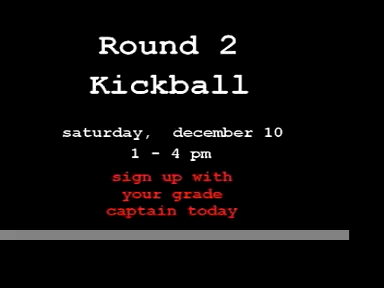 Round 2
Kickball
saturday, december 10
1 - 4 pm
sign up with
your grade
captain today